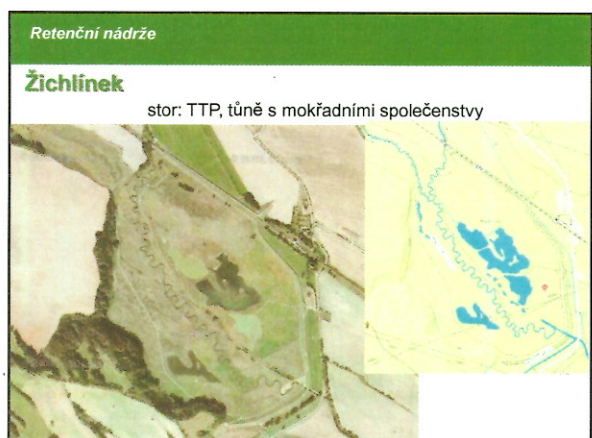 Retenční nádrže
Žichlínek
stor: TTP, tůně s mokřadními společenstvy